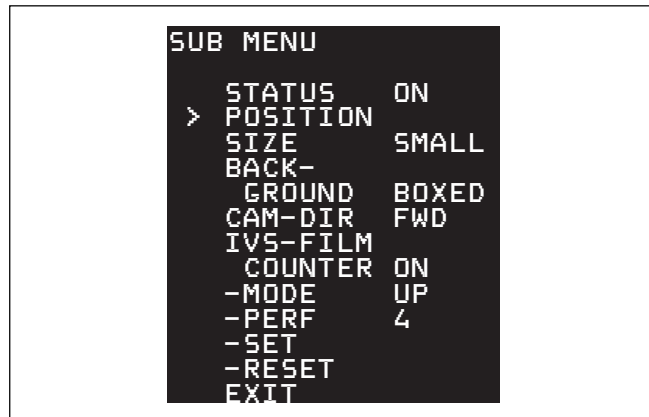 SUB MENU
STATUS ON
> POSITION
SIZE SMALL
BACK-
GROUND BOXED
CAM-DIR FWD
IVS-FILM
COUNTER ON
-MODE UP
-PERF 4
-SET
-RESET
EXIT